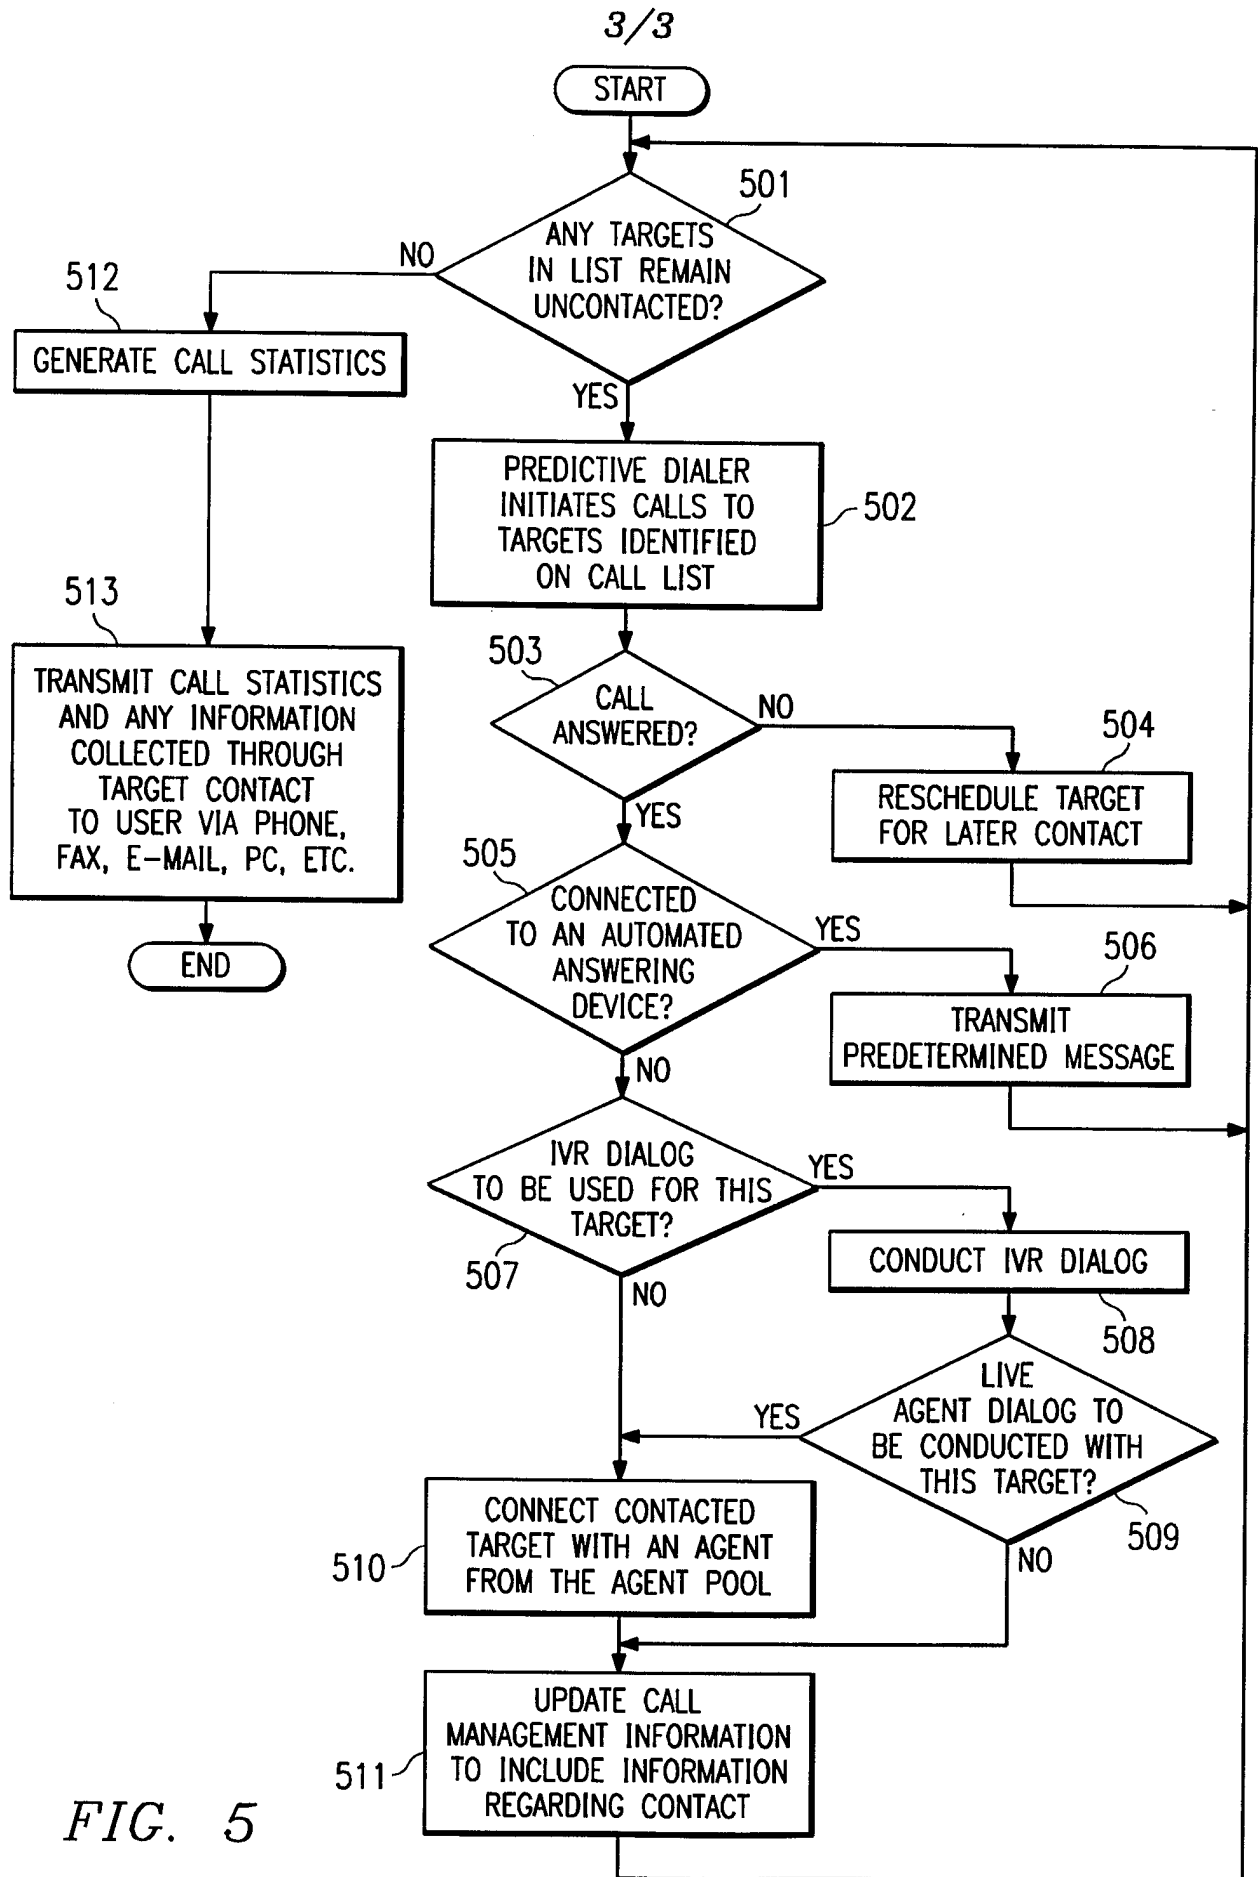 3/3
START
501
ANY TARGETS
IN LIST REMAIN
UNCONTACTED?
NO
YES
512
GENERATE CALL STATISTICS
PREDICTIVE DIALER
INITIATES CALLS TO
TARGETS IDENTIFIED
ON CALL LIST
502
513
TRANSMIT CALL STATISTICS
AND ANY INFORMATION
COLLECTED THROUGH
TARGET CONTACT
TO USER VIA PHONE,
FAX, E-MAIL, PC, ETC.
END
503
CALL
ANSWERED?
NO
YES
504
RESCHEDULE TARGET
FOR LATER CONTACT
505
CONNECTED
TO AN AUTOMATED
ANSWERING
DEVICE?
YES
NO
506
TRANSMIT
PREDETERMINED MESSAGE
IVR DIALOG
TO BE USED FOR THIS
TARGET?
507
YES
NO
CONDUCT IVR DIALOG
508
LIVE
AGENT DIALOG TO
BE CONDUCTED WITH
THIS TARGET?
509
YES
NO
CONNECT CONTACTED
TARGET WITH AN AGENT
FROM THE AGENT POOL
510
UPDATE CALL
MANAGEMENT INFORMATION
TO INCLUDE INFORMATION
REGARDING CONTACT
511
FIG. 5